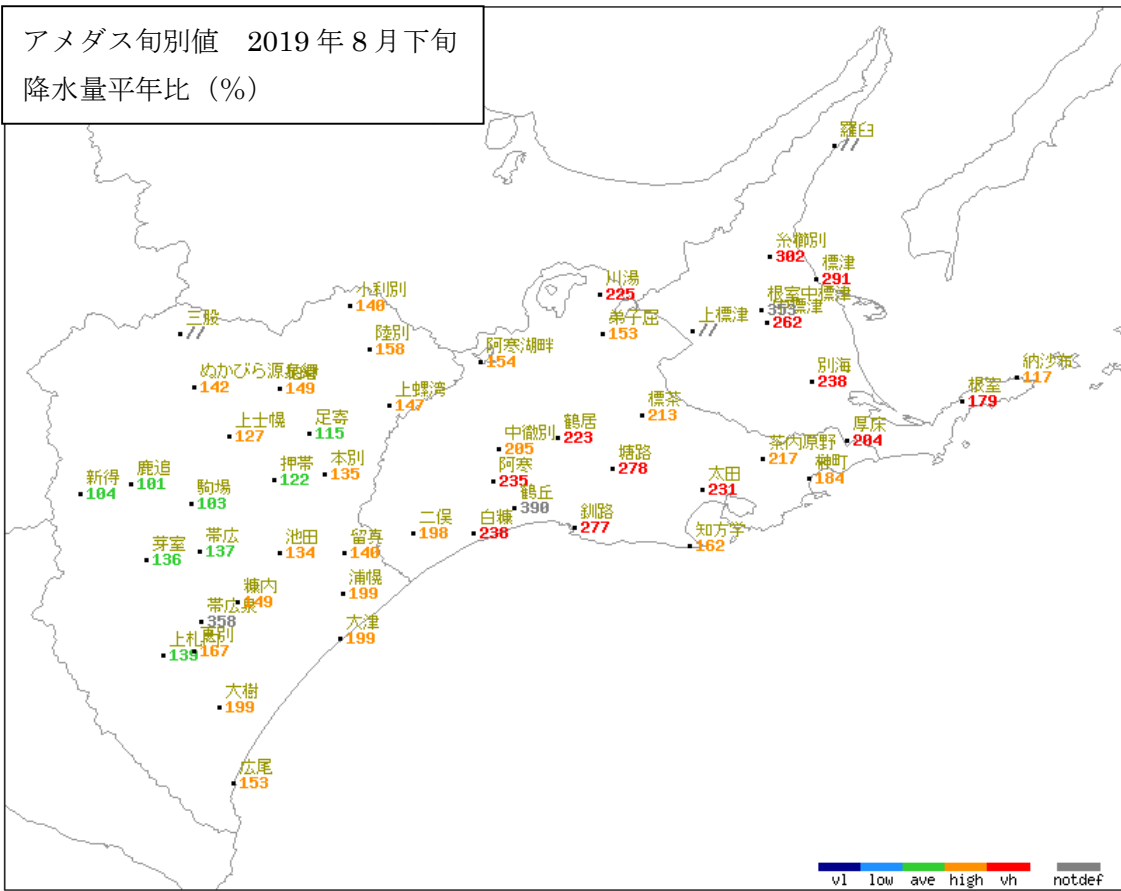 アメダス旬別値 2019年8月下旬
降水量平年比（%）
羅臼
//
糸櫛別
302
標津
291
川湯
225
根室中標津
353
262
小利別
140
上標津
//
弟子屈
153
三股
//
陸別
158
阿寒湖畔
154
別海
238
納沙布
117
ぬかびら源泉郷
142
149
上螺湾
147
根室
179
標茶
213
上士幌
127
足寄
115
鶴居
223
厚床
204
中徹別
205
茶内原野
217
新得
104
鹿追
101
押帯
122
本別
135
塘路
278
榊町
184
駒場
103
阿寒
235
太田
231
鶴丘
390
二俣
198
白糠
238
釧路
277
知方学
162
芽室
136
帯広
137
池田
134
留真
140
糠内
149
浦幌
199
帯広泉
358
大津
199
上札内
139
更別
167
大樹
199
広尾
153
vl low ave high vh notdef